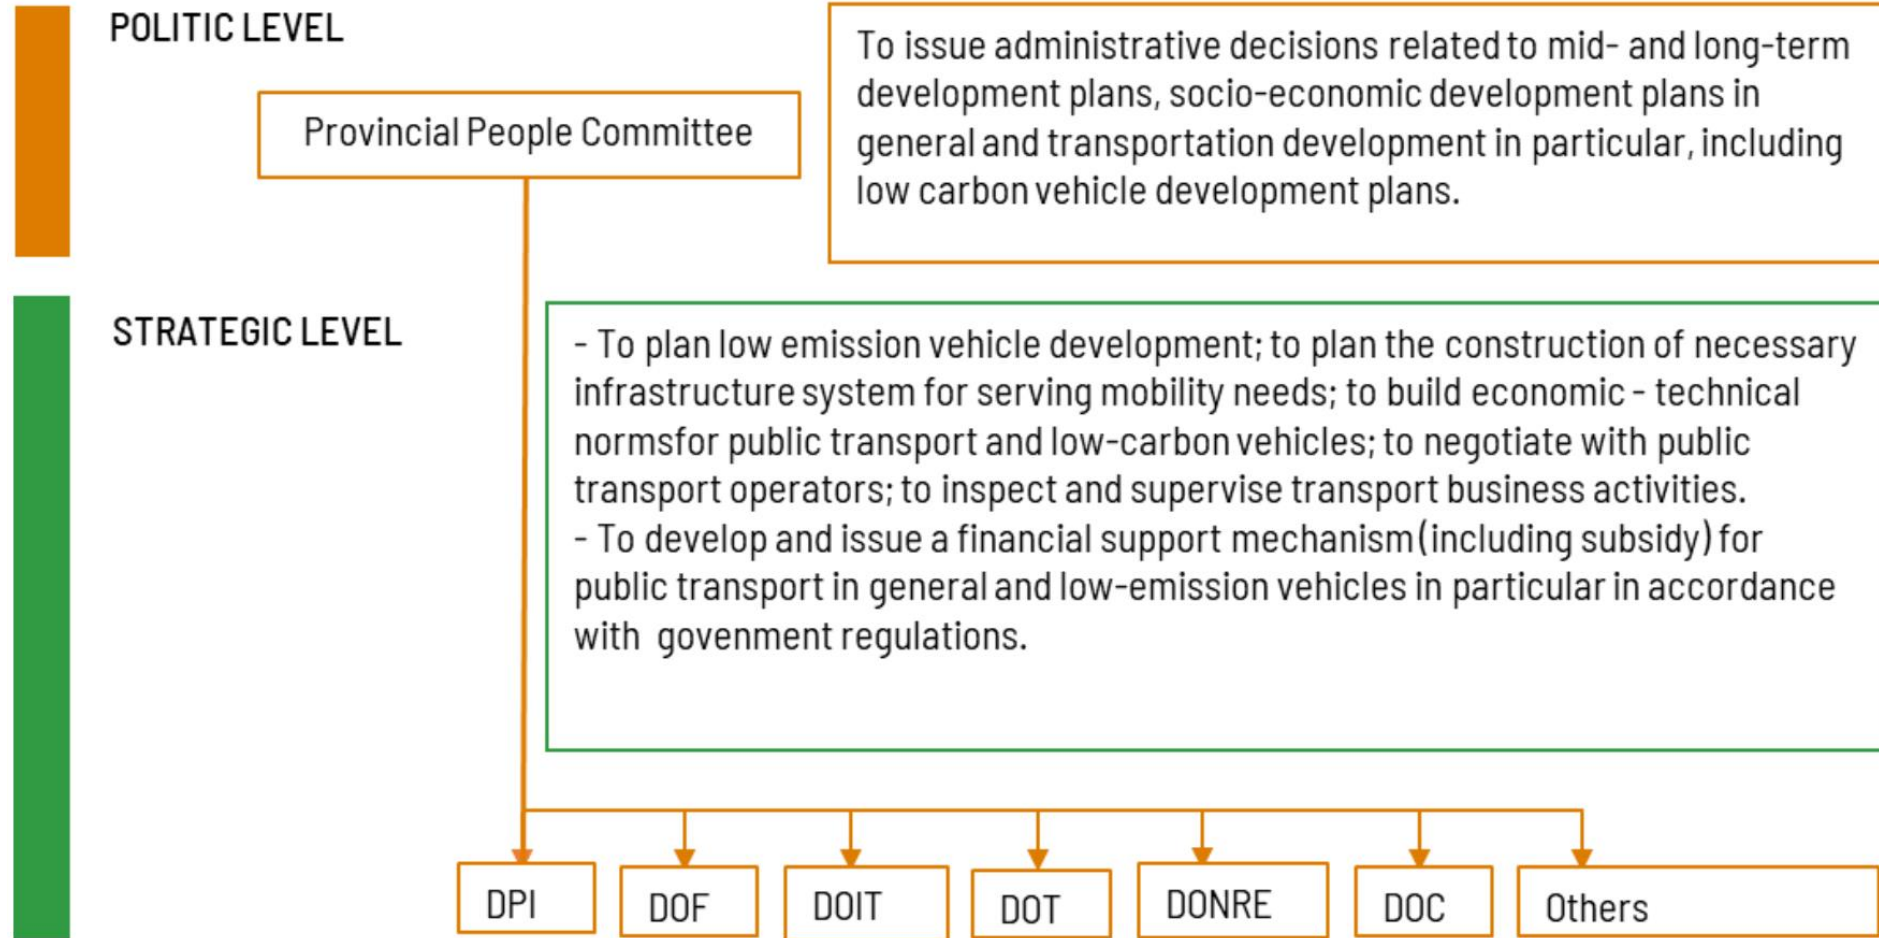 POLITIC LEVEL
Provincial People Committee
To issue administrative decisions related to mid- and long-term
development plans, socio-economic development plans in
general and transportation development in particular, including
low carbon vehicle development plans.
STRATEGIC LEVEL
- To plan low emission vehicle development; to plan the construction of necessary
infrastructure system for serving mobility needs; to build economic - technical
normsfor public transport and low-carbon vehicles; to negotiate with public
transport operators; to inspect and supervise transport business activities.
- To develop and issue a financial support mechanism (including subsidy) for
public transport in general and low-emission vehicles in particular in accordance
with govenment regulations.
DPI
DOF
DOIT
DOT
DONRE
DOC
Others